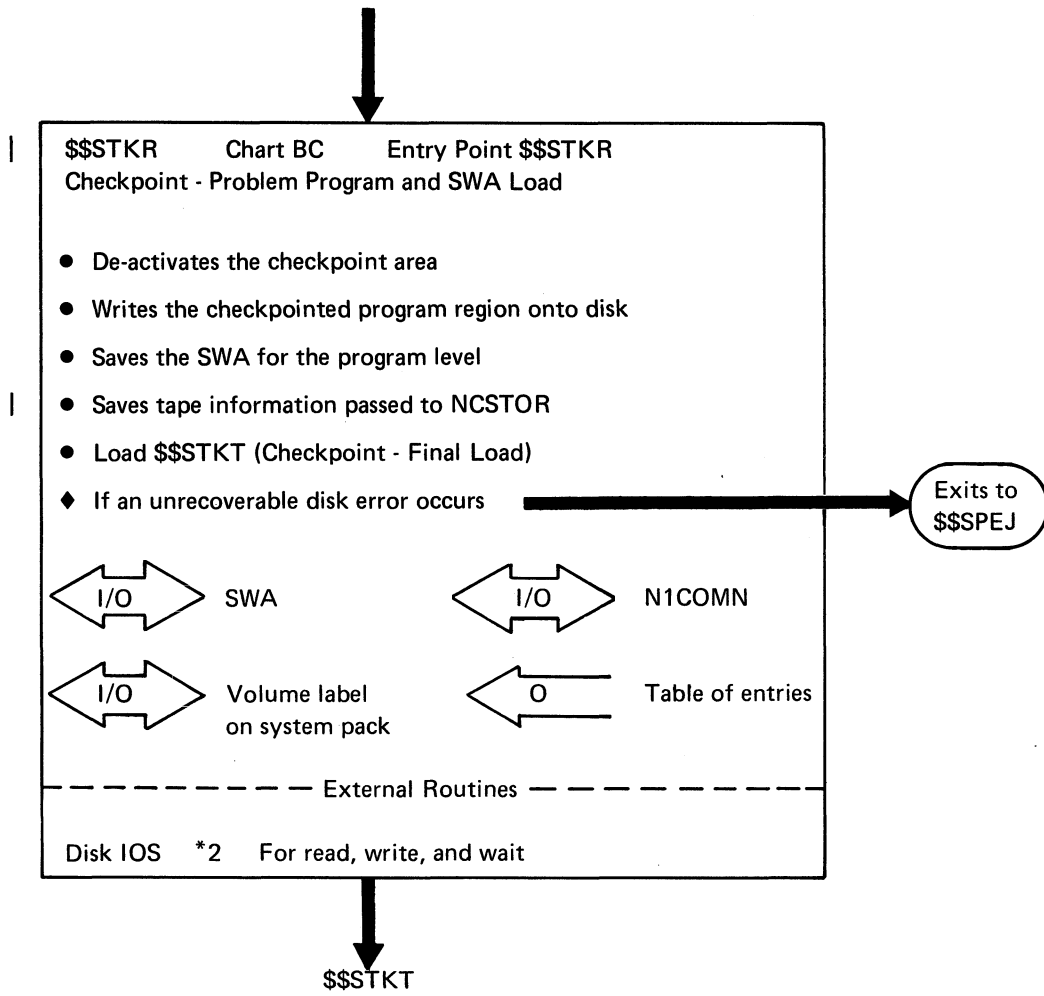 $$STKR Chart BC Entry Point $$STKR
Checkpoint - Problem Program and SWA Load
● De-activates the checkpoint area
● Writes the checkpointed program region onto disk
● Saves the SWA for the program level
● Saves tape information passed to NCSTOR
● Load $$STKT (Checkpoint - Final Load)
♦ If an unrecoverable disk error occurs
Exits to
$$SPEJ
I/O SWA
I/O N1COMN
I/O Volume label
on system pack
O Table of entries
External Routines
Disk IOS *2 For read, write, and wait
$$STKT